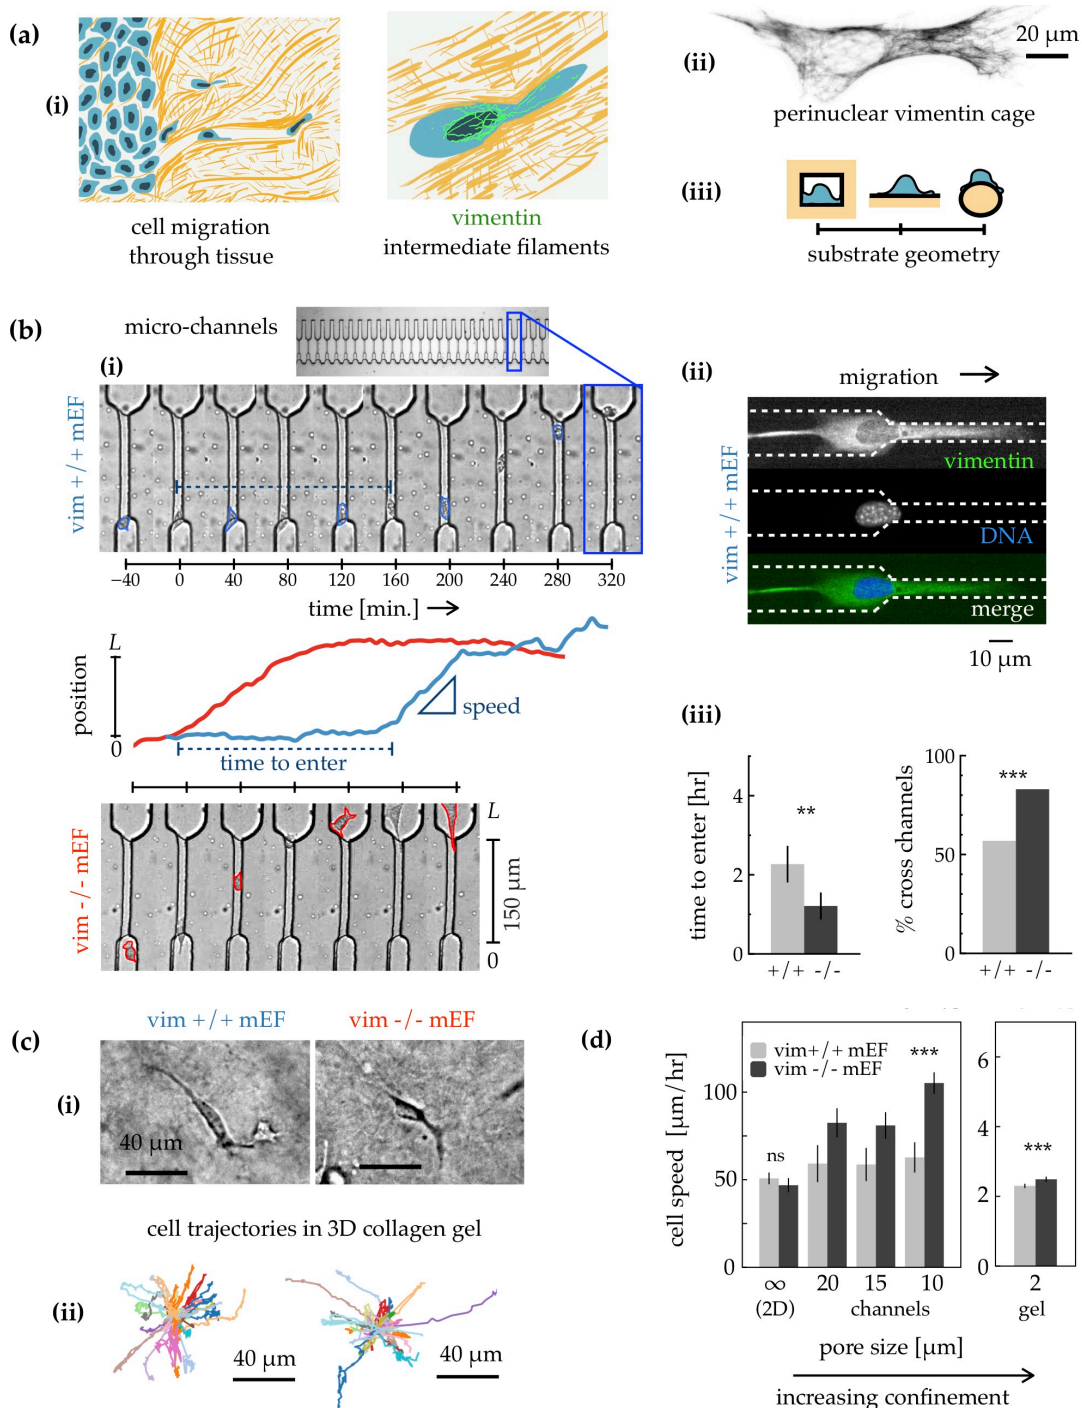 (a)
(i)
cell migration
through tissue
vimentin
intermediate filaments
(ii)
20 µm
perinuclear vimentin cage
(iii)
substrate geometry
(b)
micro-channels
(i)
vim +/+ mEF
−40 0 40 80 120 160 200 240 280 320
time [min.]
L
position
0
speed
time to enter
vim -/- mEF
L
150 µm
0
(ii)
migration
vim +/+ mEF
vimentin
DNA
merge
10 µm
(iii)
time to enter [hr]
4
2
0
**
+/+ -/-
% cross channels
100
50
0
***
+/+ -/-
(c)
vim +/+ mEF
vim -/- mEF
(i)
40 µm
cell trajectories in 3D collagen gel
(ii)
40 µm
40 µm
(d)
vim+/+ mEF
vim -/- mEF
cell speed [µm/hr]
100
50
0
ns
***
∞ 20 15 10
(2D) channels
6
4
2
0
***
2
gel
pore size [µm]
increasing confinement